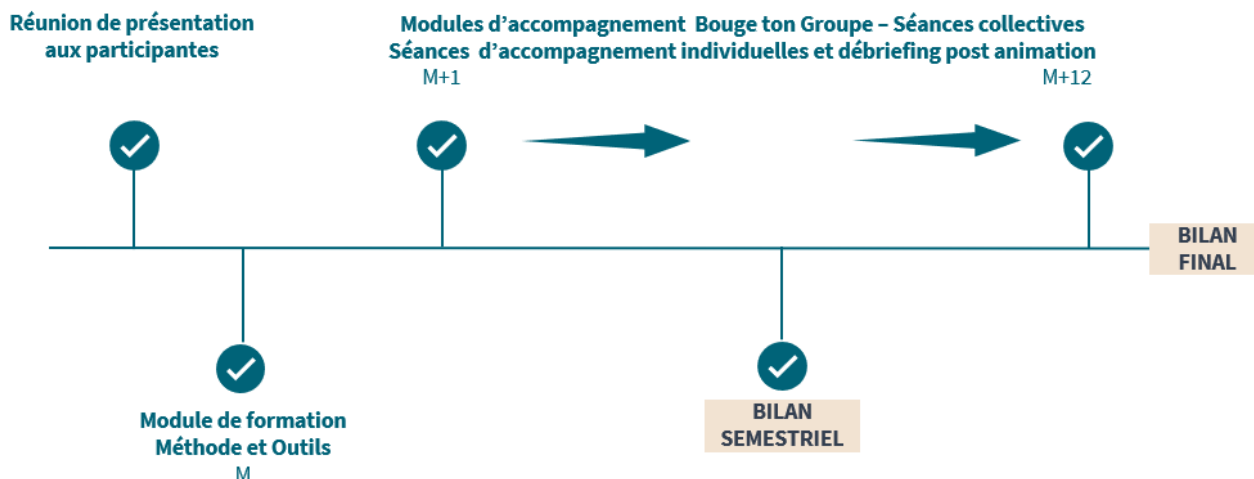 Réunion de présentation
aux participantes
Modules d’accompagnement Bouge ton Groupe – Séances collectives
Séances d’accompagnement individuelles et débriefing post animation
M+1
M+12
BILAN
FINAL
Module de formation
Méthode et Outils
M
BILAN
SEMESTRIEL